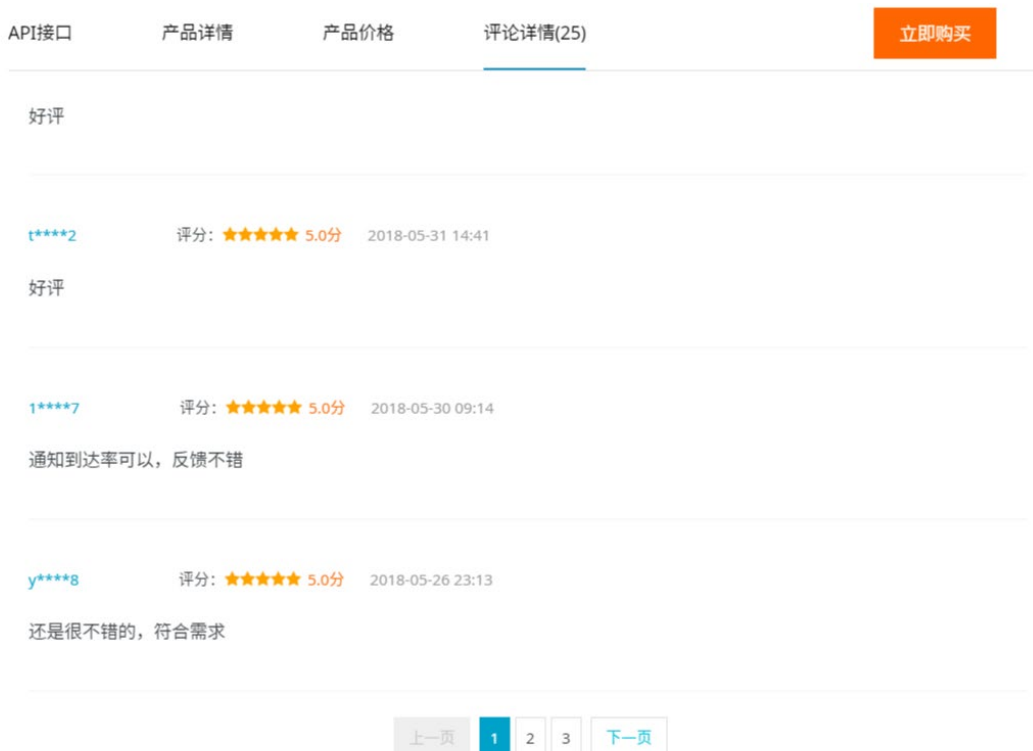 API接口 产品详情 产品价格 评论详情(25) 立即购买
好评
t****2 评分：★★★★★ 5.0分 2018-05-31 14:41
好评
1****7 评分：★★★★★ 5.0分 2018-05-30 09:14
通知到达率可以，反馈不错
y****8 评分：★★★★★ 5.0分 2018-05-26 23:13
还是很不错的，符合需求
上一页 1 2 3 下一页